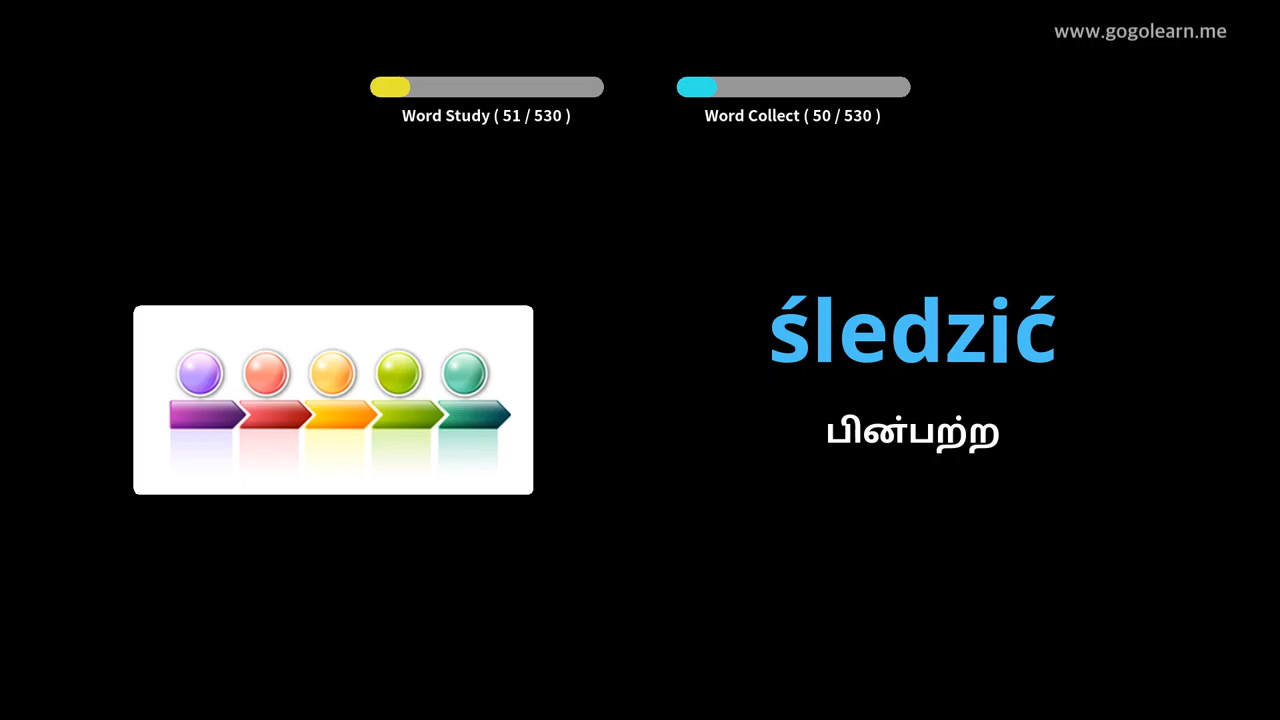 www.gogolearn.me
Word Study ( 51 / 530 )
Word Collect ( 50 / 530 )
śledzić
பின்பற்ற